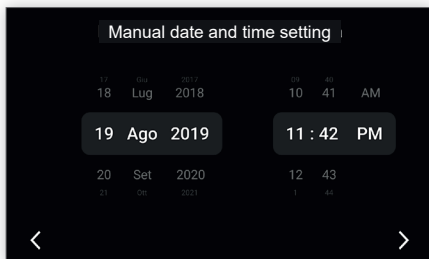 Manual date and time setting
17 Giu 2017 09 40
18 Lug 2018 10 41 AM
19 Ago 2019 11 : 42 PM
20 Set 2020 12 43
21 Ott 2021 1 44